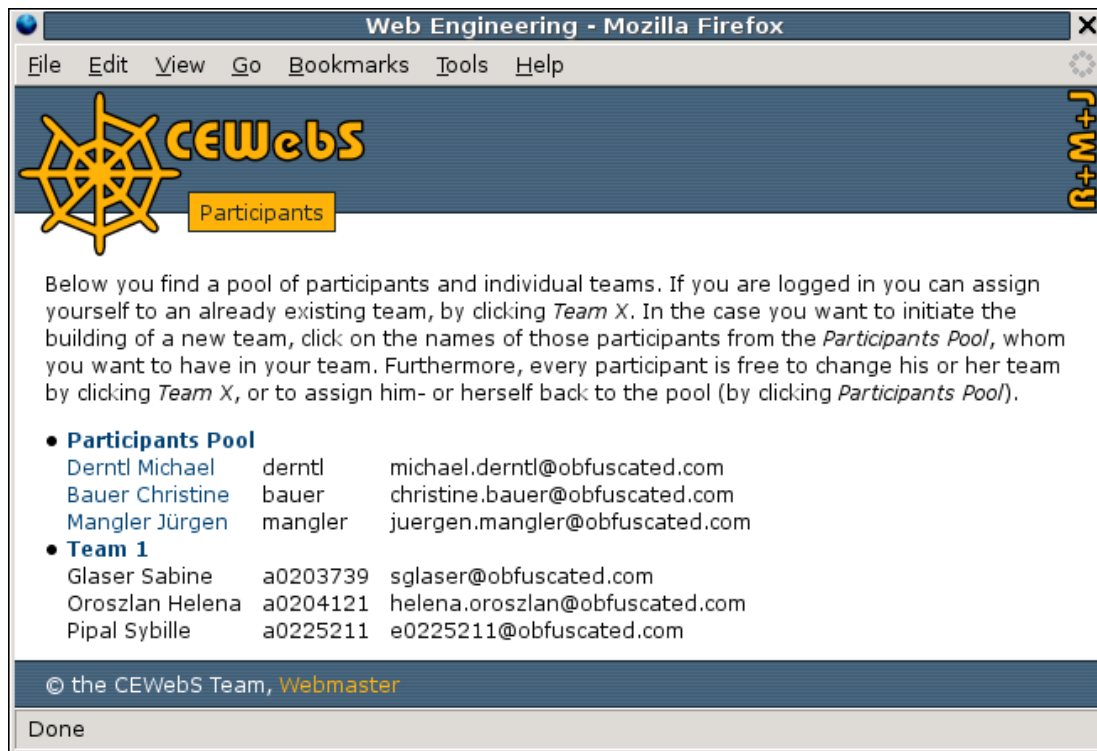 Web Engineering - Mozilla Firefox
File Edit View Go Bookmarks Tools Help
CEWebS
J+W+R
Participants
Below you find a pool of participants and individual teams. If you are logged in you can assign
yourself to an already existing team, by clicking Team X. In the case you want to initiate the
building of a new team, click on the names of those participants from the Participants Pool, whom
you want to have in your team. Furthermore, every participant is free to change his or her team
by clicking Team X, or to assign him- or herself back to the pool (by clicking Participants Pool).
● Participants Pool
Derntl Michael derntl michael.derntl@obfuscated.com
Bauer Christine bauer christine.bauer@obfuscated.com
Mangler Jürgen mangler juergen.mangler@obfuscated.com
● Team 1
Glaser Sabine a0203739 sglaser@obfuscated.com
Oroszlan Helena a0204121 helena.oroszlan@obfuscated.com
Pipal Sybille a0225211 e0225211@obfuscated.com
© the CEWebS Team, Webmaster
Done